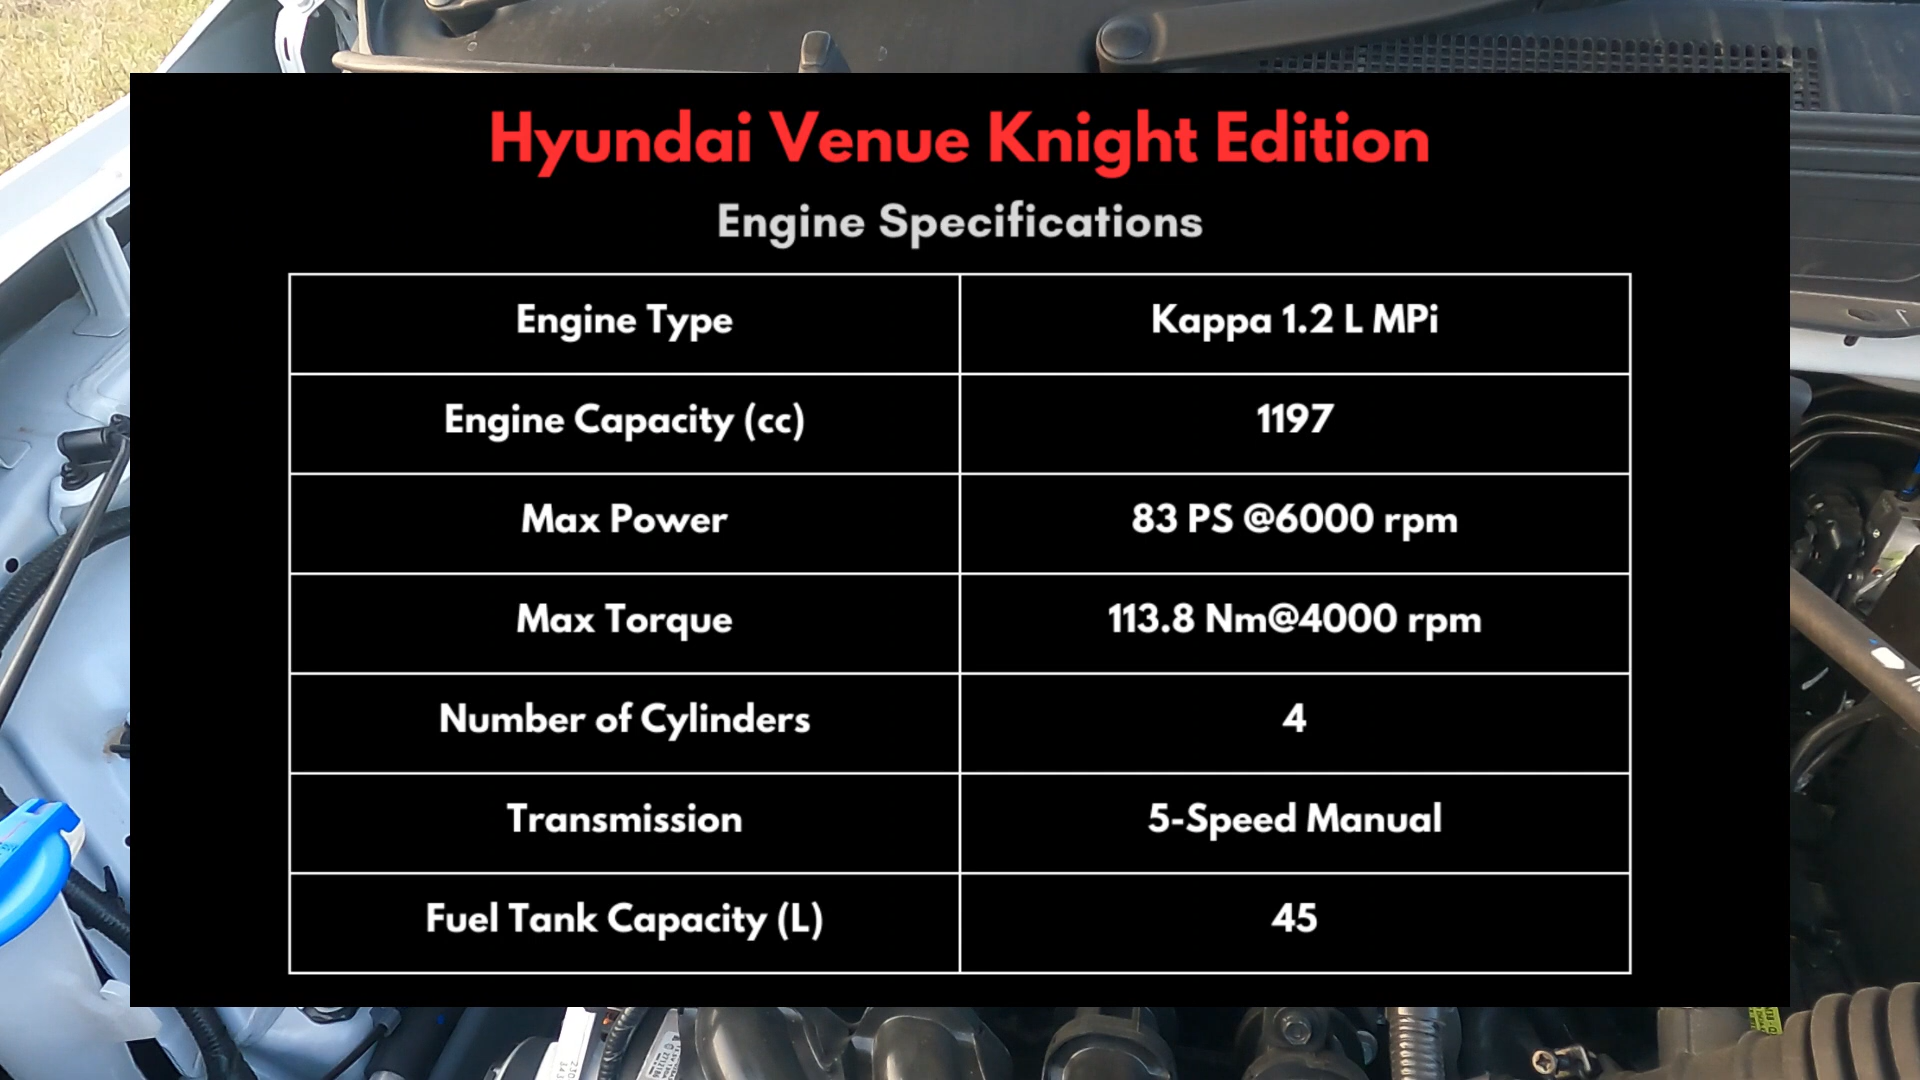 Hyundai Venue Knight Edition
Engine Specifications
Engine Type Kappa 1.2 L MPi
Engine Capacity (cc) 1197
Max Power 83 PS @6000 rpm
Max Torque 113.8 Nm@4000 rpm
Number of Cylinders 4
Transmission 5-Speed Manual
Fuel Tank Capacity (L) 45